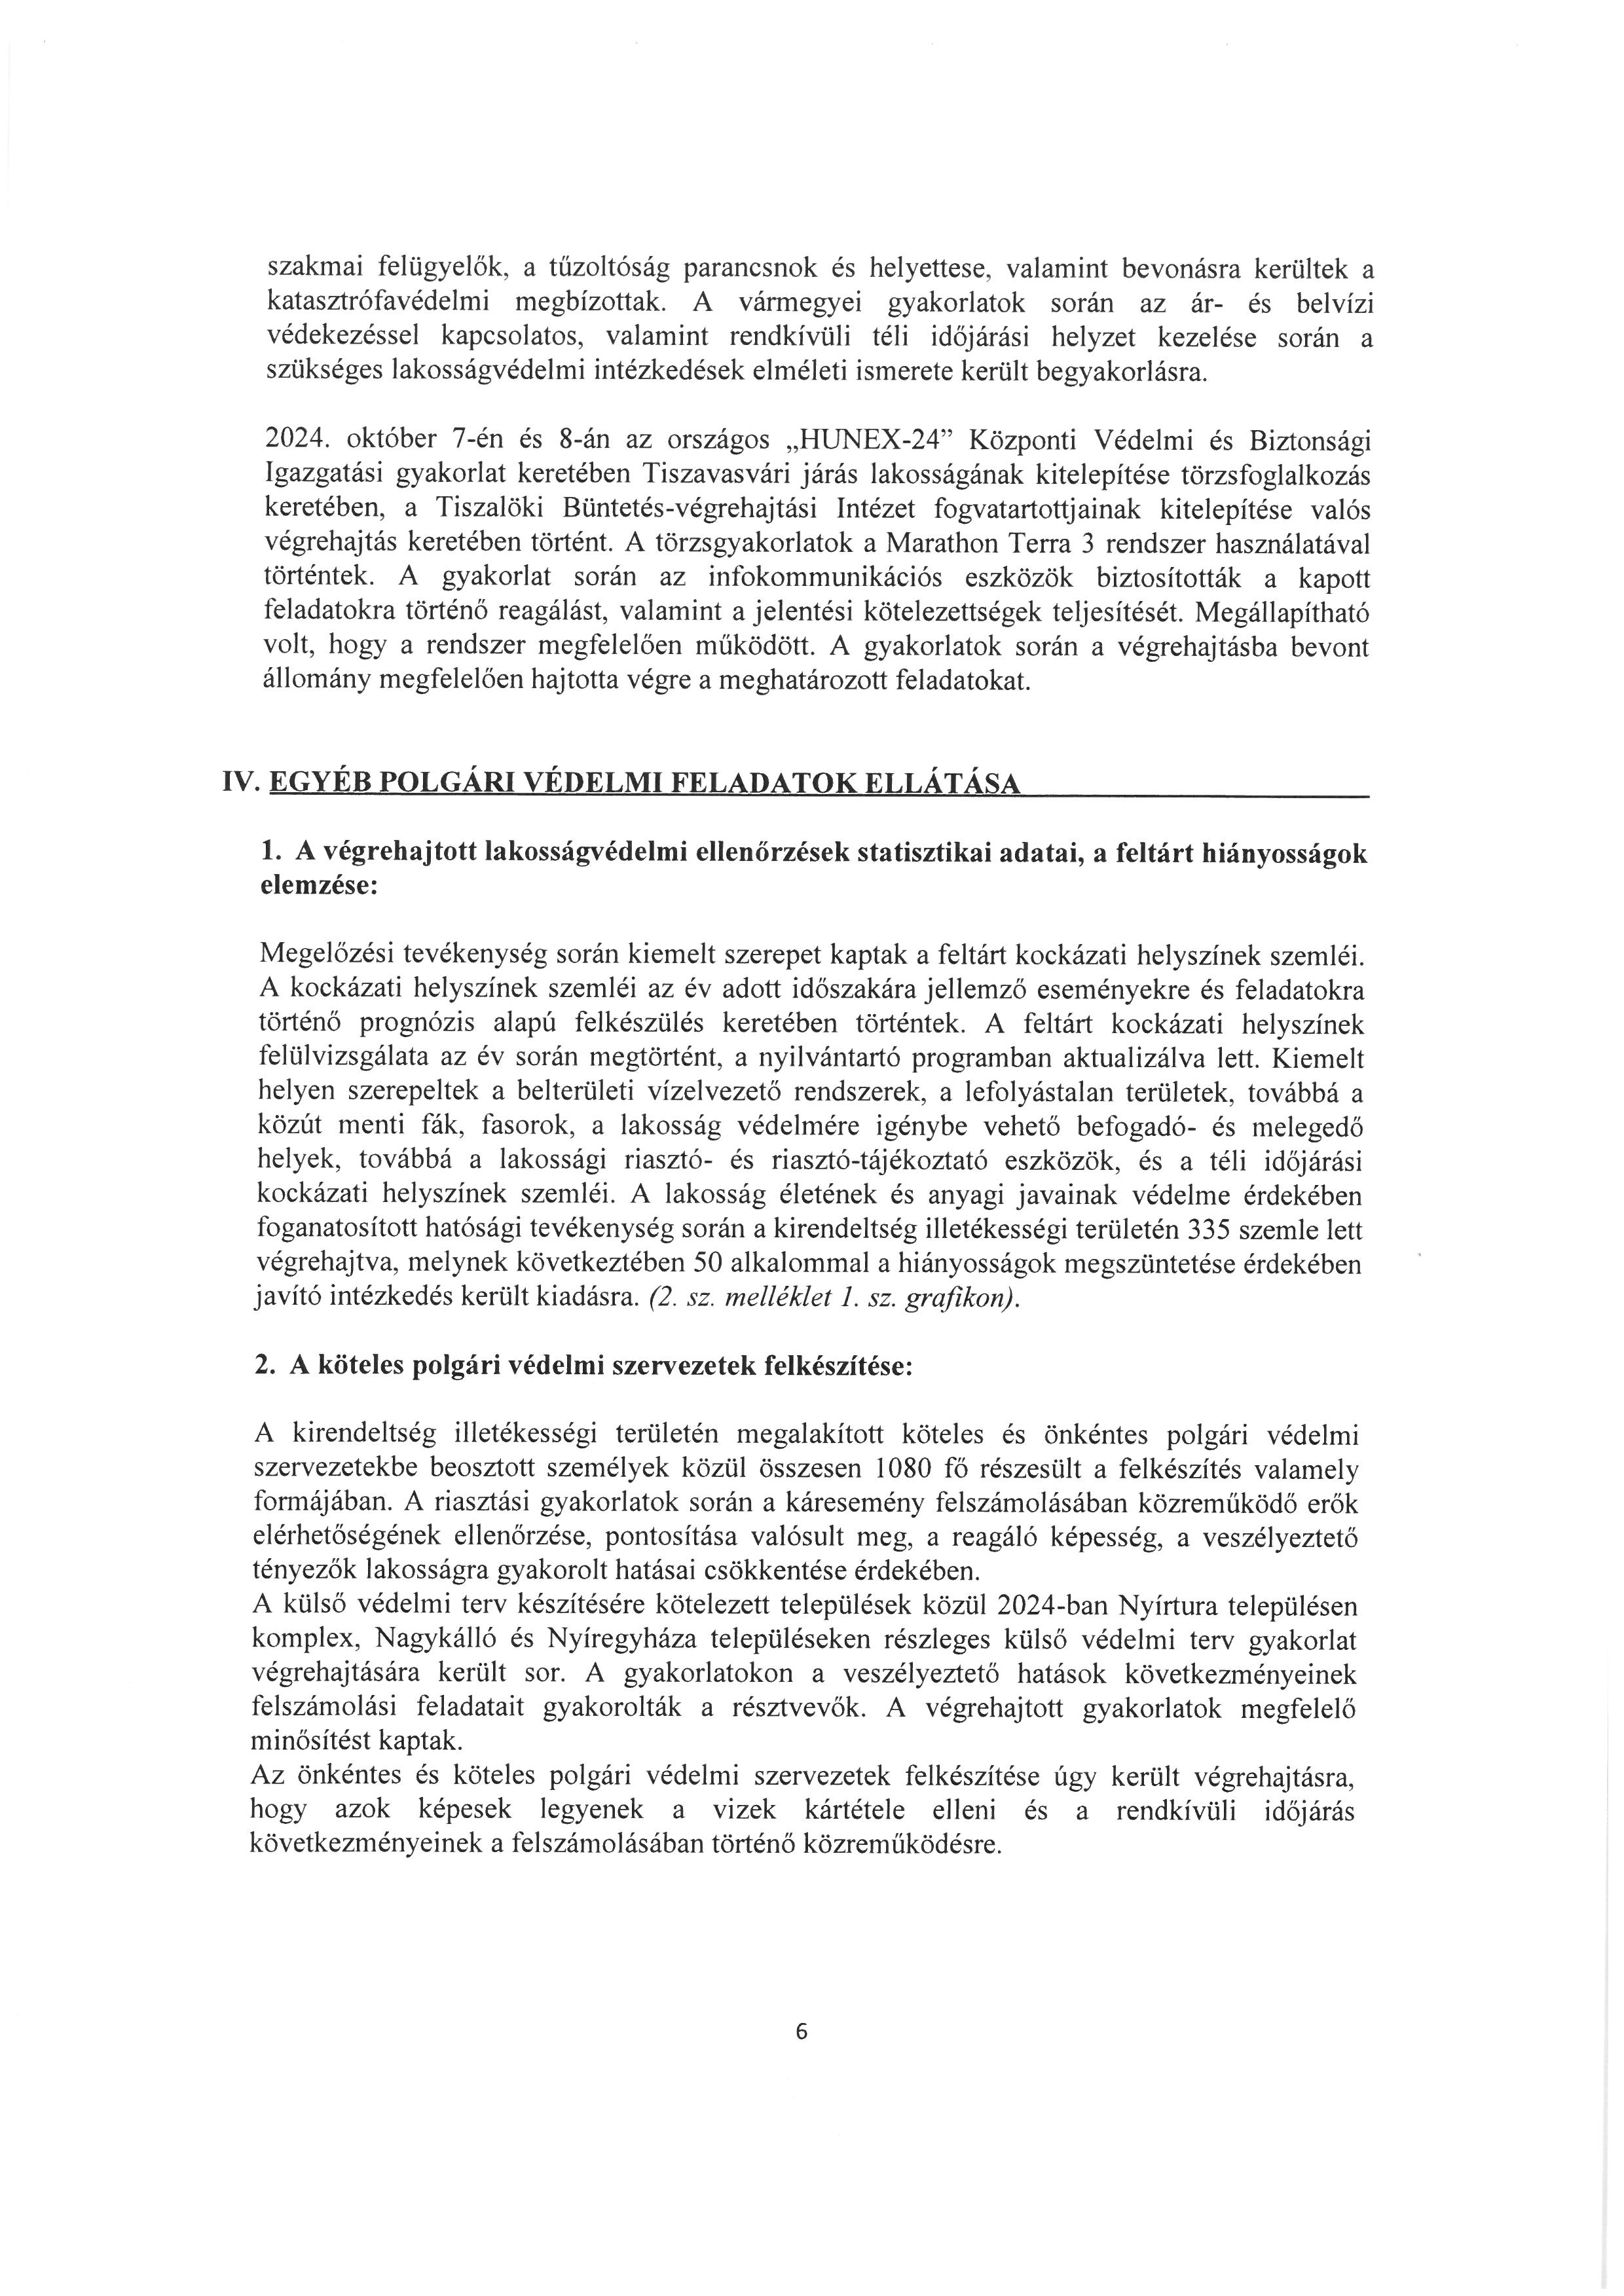 szakmai felügyelők, a tűzoltóság parancsnok és helyettese, valamint bevonásra kerültek a
katasztrófavédelmi megbízottak. A vármegyei gyakorlatok során az ár- és belvízi
védekezéssel kapcsolatos, valamint rendkívüli téli időjárási helyzet kezelése során a
szükséges lakosságvédelmi intézkedések elméleti ismerete került begyakorlásra.
2024. október 7-én és 8-án az országos „HUNEX-24” Központi Védelmi és Biztonsági
Igazgatási gyakorlat keretében Tiszavasvári járás lakosságának kitelepítése törzsfoglalkozás
keretében, a Tiszalöki Büntetés-végrehajtási Intézet fogvatartottjainak kitelepítése valós
végrehajtás keretében történt. A törzsgyakorlatok a Marathon Terra 3 rendszer használatával
történtek. A gyakorlat során az infokommunikációs eszközök biztosították a kapott
feladatokra történő reagálást, valamint a jelentési kötelezettségek teljesítését. Megállapítható
volt, hogy a rendszer megfelelően működött. A gyakorlatok során a végrehajtásba bevont
állomány megfelelően hajtotta végre a meghatározott feladatokat.
IV. EGYÉB POLGÁRI VÉDELMI FELADATOK ELLÁTÁSA
1. A végrehajtott lakosságvédelmi ellenőrzések statisztikai adatai, a feltárt hiányosságok
elemzése:
Megelőzési tevékenység során kiemelt szerepet kaptak a feltárt kockázati helyszínek szemléi.
A kockázati helyszínek szemléi az év adott időszakára jellemző eseményekre és feladatokra
történő prognózis alapú felkészülés keretében történtek. A feltárt kockázati helyszínek
felülvizsgálata az év során megtörtént, a nyilvántartó programban aktualizálva lett. Kiemelt
helyen szerepeltek a belterületi vízelvezető rendszerek, a lefolyástalan területek, továbbá a
közút menti fák, fasorok, a lakosság védelmére igénybe vehető befogadó- és melegedő
helyek, továbbá a lakossági riasztó- és riasztó-tájékoztató eszközök, és a téli időjárási
kockázati helyszínek szemléi. A lakosság életének és anyagi javainak védelme érdekében
foganatosított hatósági tevékenység során a kirendeltség illetékességi területén 335 szemle lett
végrehajtva, melynek következtében 50 alkalommal a hiányosságok megszüntetése érdekében
javító intézkedés került kiadásra. (2. sz. melléklet 1. sz. grafikon).
2. A köteles polgári védelmi szervezetek felkészítése:
A kirendeltség illetékességi területén megalakított köteles és önkéntes polgári védelmi
szervezetekbe beosztott személyek közül összesen 1080 fő részesült a felkészítés valamely
formájában. A riasztási gyakorlatok során a káresemény felszámolásában közreműködő erők
elérhetőségének ellenőrzése, pontosítása valósult meg, a reagáló képesség, a veszélyeztető
tényezők lakosságra gyakorolt hatásai csökkentése érdekében.
A külső védelmi terv készítésére kötelezett települések közül 2024-ban Nyírtura településen
komplex, Nagykálló és Nyíregyháza településeken részleges külső védelmi terv gyakorlat
végrehajtására került sor. A gyakorlatokon a veszélyeztető hatások következményeinek
felszámolási feladatait gyakorolták a résztvevők. A végrehajtott gyakorlatok megfelelő
minősítést kaptak.
Az önkéntes és köteles polgári védelmi szervezetek felkészítése úgy került végrehajtásra,
hogy azok képesek legyenek a vizek kártétele elleni és a rendkívüli időjárás
következményeinek a felszámolásában történő közreműködésre.
6